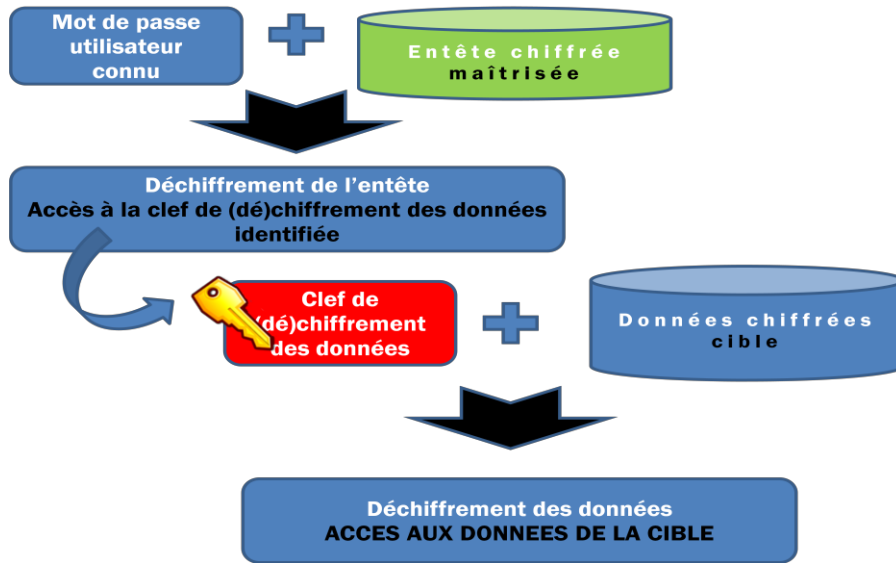 Mot de passe
utilisateur
connu
Entête chiffrée
maîtrisée
Déchiffrement de l'entête
Accès à la clef de (dé)chiffrement des données
identifiée
Clef de
(dé)chiffrement
des données
Données chiffrées
cible
Déchiffrement des données
ACCES AUX DONNEES DE LA CIBLE